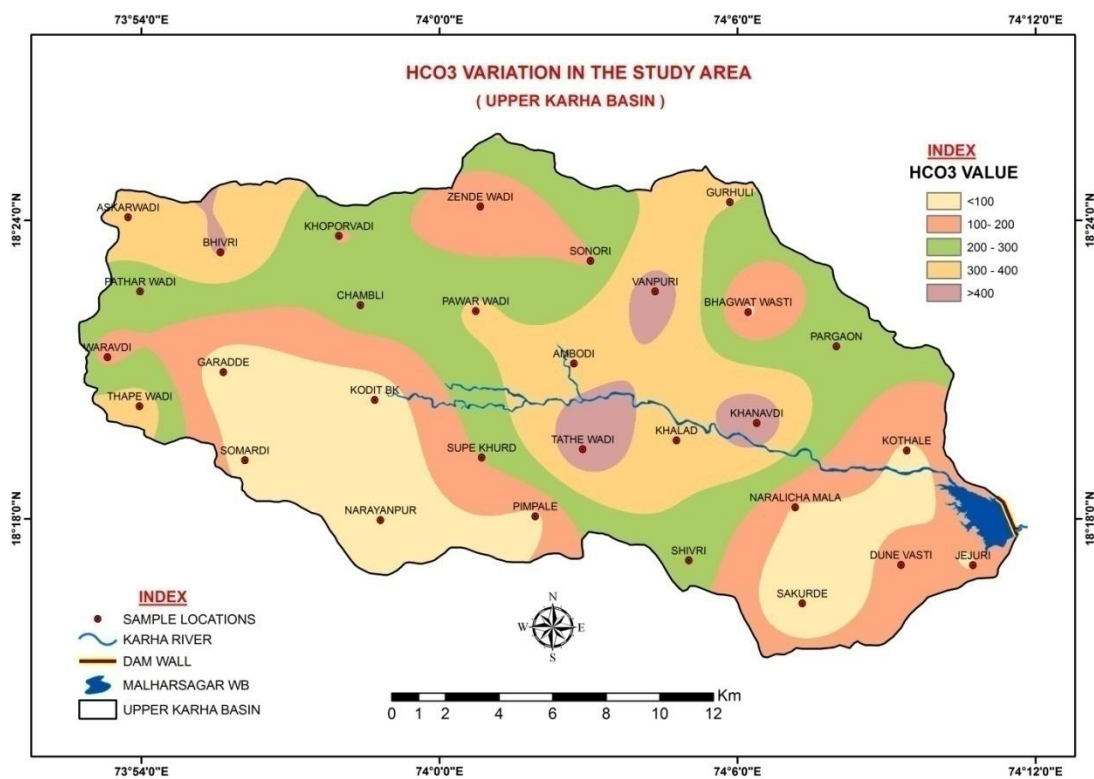 73°54'0"E 74°0'0"E 74°6'0"E 74°12'0"E
HCO3 VARIATION IN THE STUDY AREA
( UPPER KARHA BASIN )
INDEX
HCO3 VALUE
<100
100- 200
200 - 300
300 - 400
>400
18°24'0"N
18°24'0"N
ZENDE WADI
GURHULI
ASKARWADI
KHOPORVADI
BHIVRI
SONORI
PATHAR WADI
VANPURI
CHAMBLI
PAWAR WADI
BHAGWAT WASTI
PARGAON
WARAVDI
GARADDE
AMBODI
KODIT BK
THAPE WADI
KHANAVDI
KHALAD
TATHE WADI
KOTHALE
SOMARDI
SUPE KHURD
NARALICHA MALA
NARAYANPUR
PIMPALE
18°18'0"N
18°18'0"N
SHIVRI
DUNE VASTI
JEJURI
SAKURDE
INDEX
SAMPLE LOCATIONS
KARHA RIVER
DAM WALL
MALHARSAGAR WB
UPPER KARHA BASIN
N
W E
S
Km
0 1 2 4 6 8 10 12
73°54'0"E 74°0'0"E 74°6'0"E 74°12'0"E